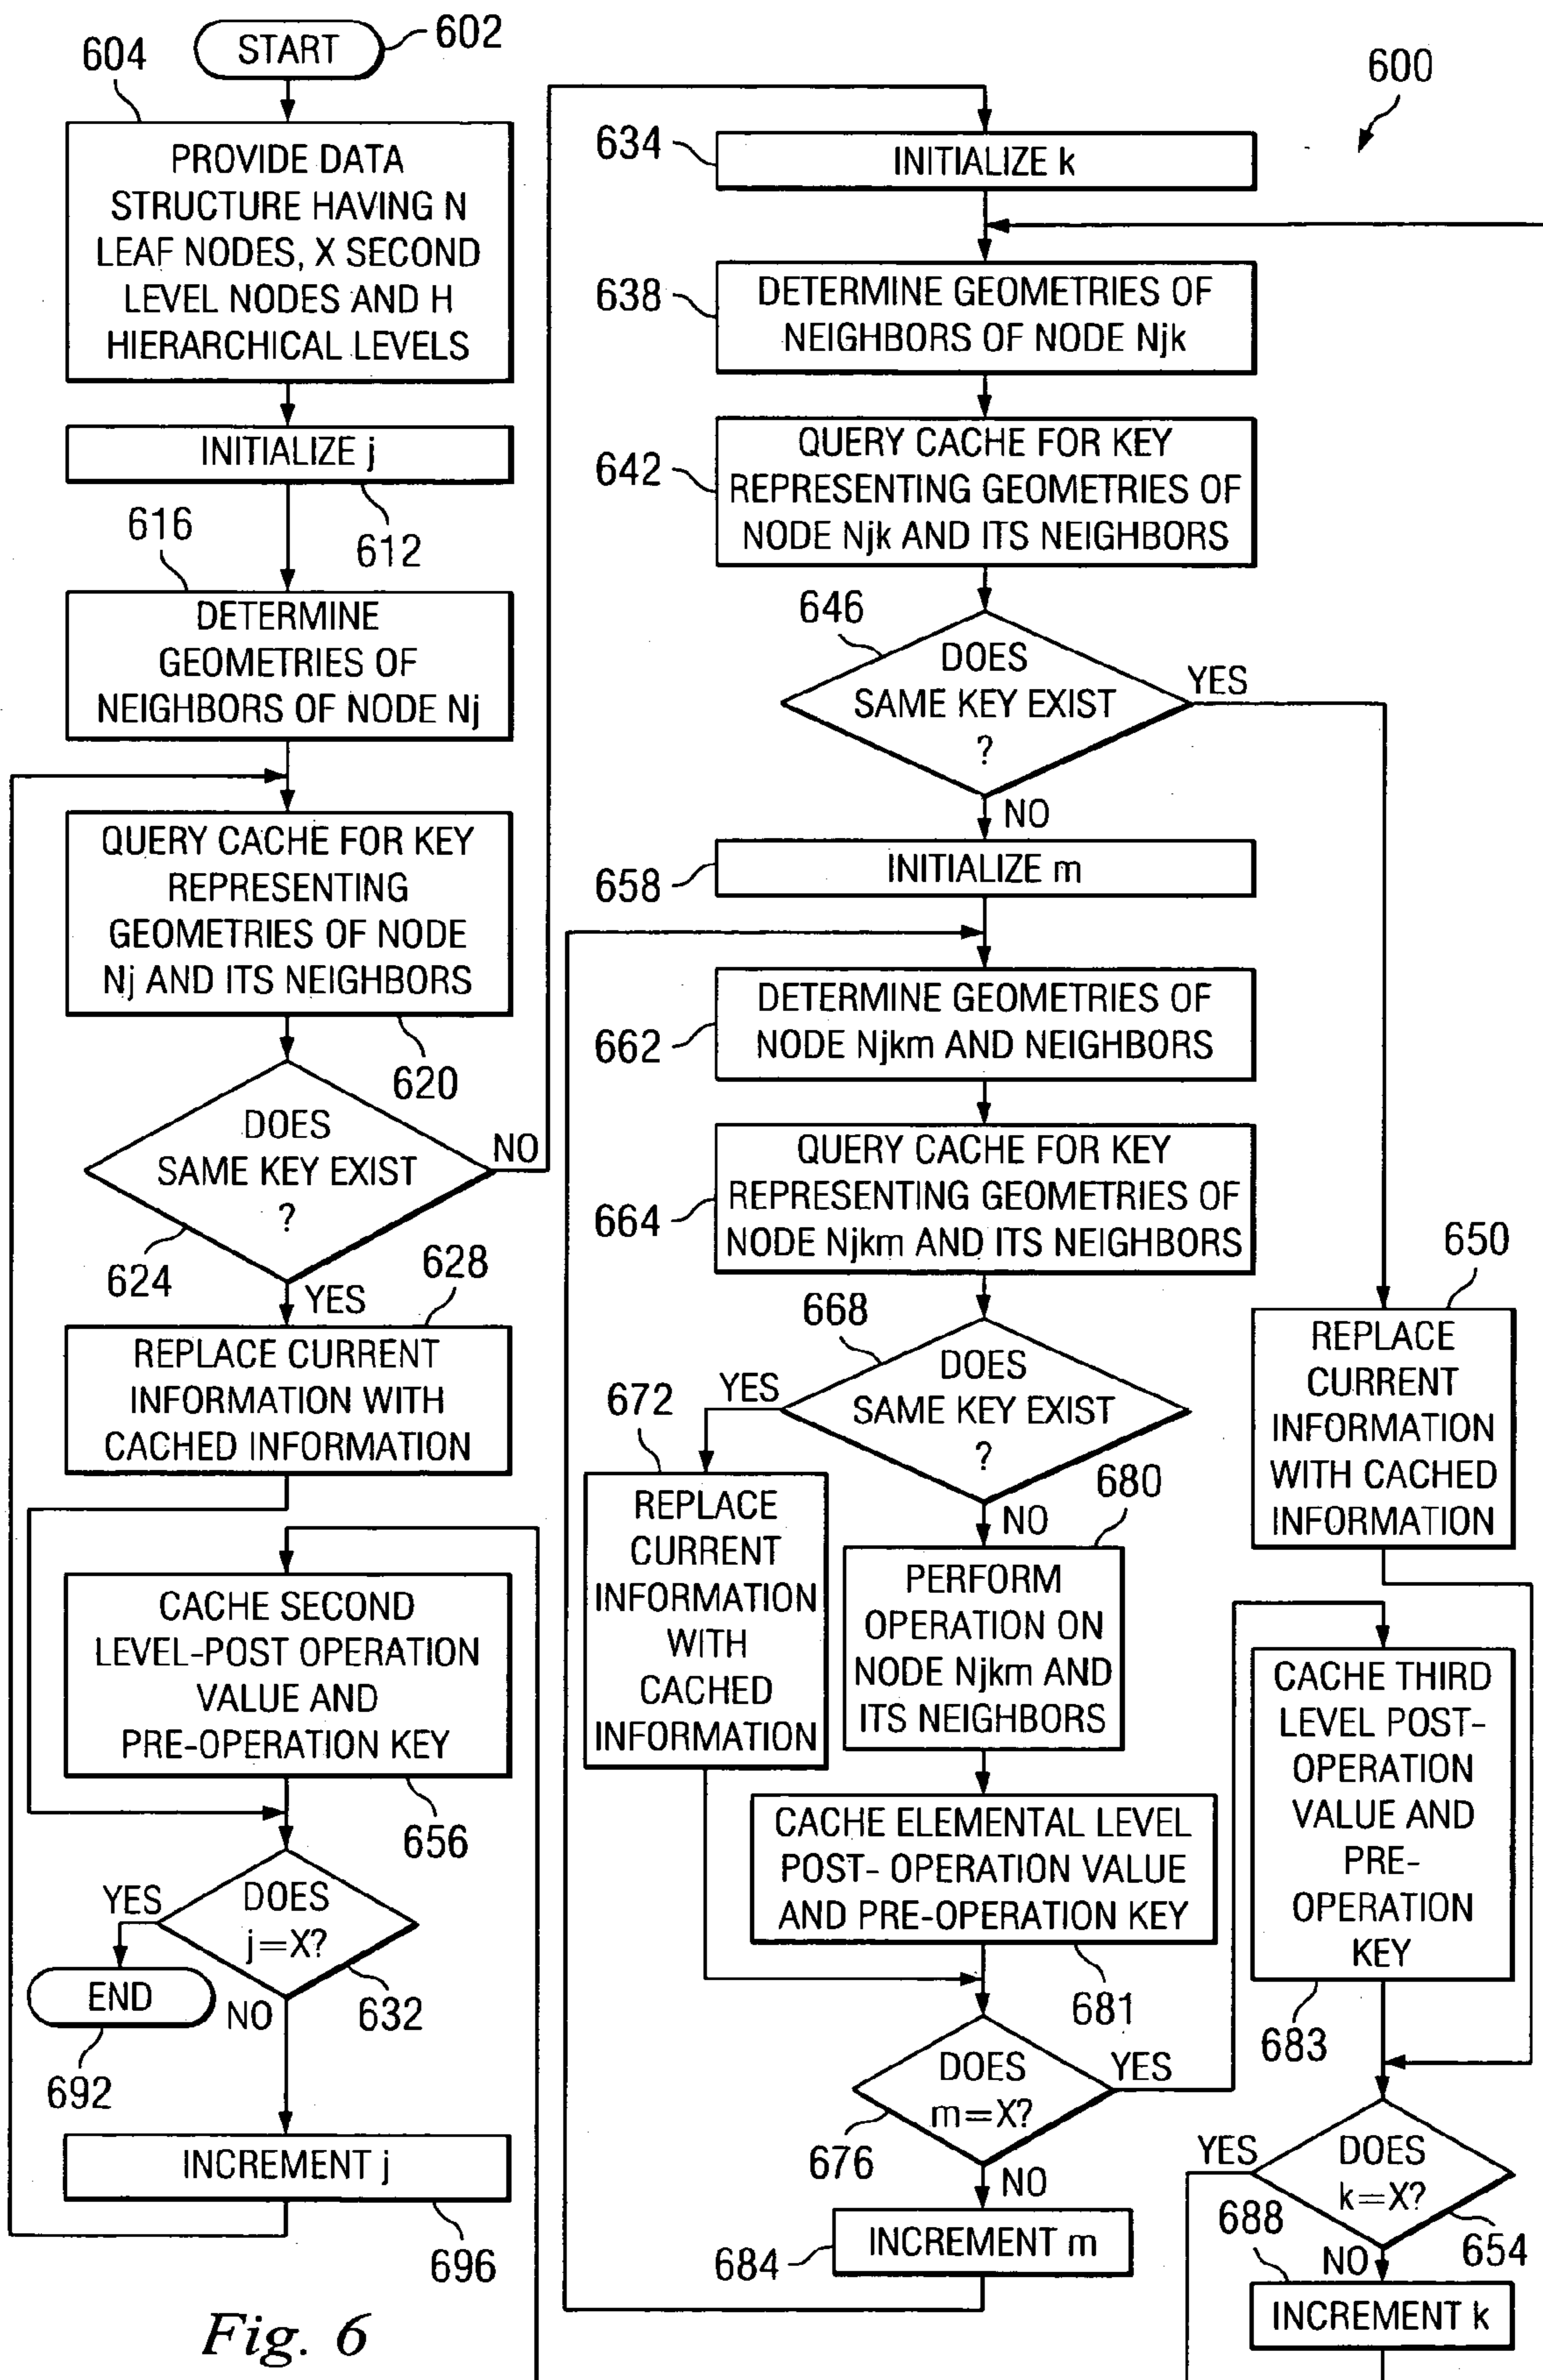 START
602
604
PROVIDE DATA
STRUCTURE HAVING N
LEAF NODES, X SECOND
LEVEL NODES AND H
HIERARCHICAL LEVELS
INITIALIZE j
612
616
DETERMINE
GEOMETRIES OF
NEIGHBORS OF NODE Nj
QUERY CACHE FOR KEY
REPRESENTING
GEOMETRIES OF NODE
Nj AND ITS NEIGHBORS
620
DOES
SAME KEY EXIST
?
NO
624
YES
628
REPLACE CURRENT
INFORMATION WITH
CACHED INFORMATION
CACHE SECOND
LEVEL-POST OPERATION
VALUE AND
PRE-OPERATION KEY
656
DOES
j=X?
YES
END
NO
632
692
INCREMENT j
696
600
634
INITIALIZE k
638
DETERMINE GEOMETRIES OF
NEIGHBORS OF NODE Njk
642
QUERY CACHE FOR KEY
REPRESENTING GEOMETRIES OF
NODE Njk AND ITS NEIGHBORS
646
DOES
SAME KEY EXIST
?
YES
NO
658
INITIALIZE m
662
DETERMINE GEOMETRIES OF
NODE Njkm AND NEIGHBORS
664
QUERY CACHE FOR KEY
REPRESENTING GEOMETRIES OF
NODE Njkm AND ITS NEIGHBORS
668
DOES
SAME KEY EXIST
?
YES
672
REPLACE
CURRENT
INFORMATION
WITH
CACHED
INFORMATION
NO
680
PERFORM
OPERATION ON
NODE Njkm AND
ITS NEIGHBORS
CACHE ELEMENTAL LEVEL
POST- OPERATION VALUE
AND PRE-OPERATION KEY
681
DOES
m=X?
YES
676
NO
684
INCREMENT m
650
REPLACE
CURRENT
INFORMATION
WITH CACHED
INFORMATION
CACHE THIRD
LEVEL POST-
OPERATION
VALUE AND
PRE-
OPERATION
KEY
683
DOES
k=X?
YES
688
654
NO
INCREMENT k
Fig. 6